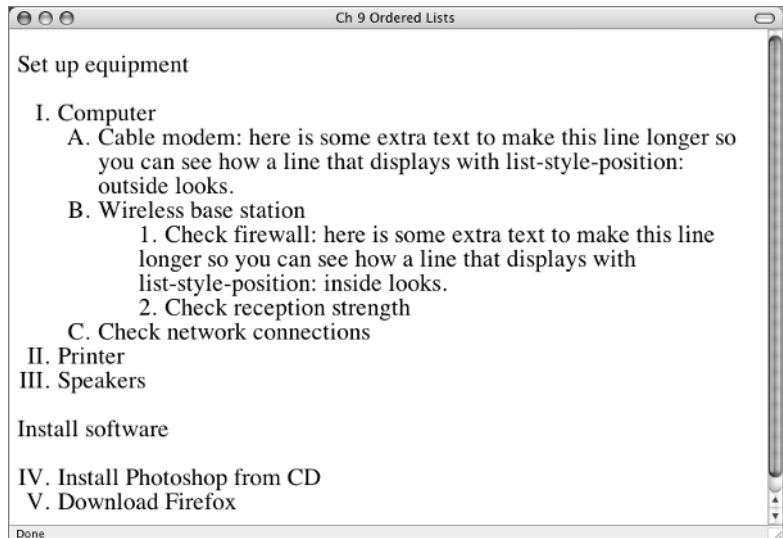 Ch 9 Ordered Lists
Set up equipment
I. Computer
A. Cable modem: here is some extra text to make this line longer so
you can see how a line that displays with list-style-position:
outside looks.
B. Wireless base station
1. Check firewall: here is some extra text to make this line
longer so you can see how a line that displays with
list-style-position: inside looks.
2. Check reception strength
C. Check network connections
II. Printer
III. Speakers
Install software
IV. Install Photoshop from CD
V. Download Firefox
Done